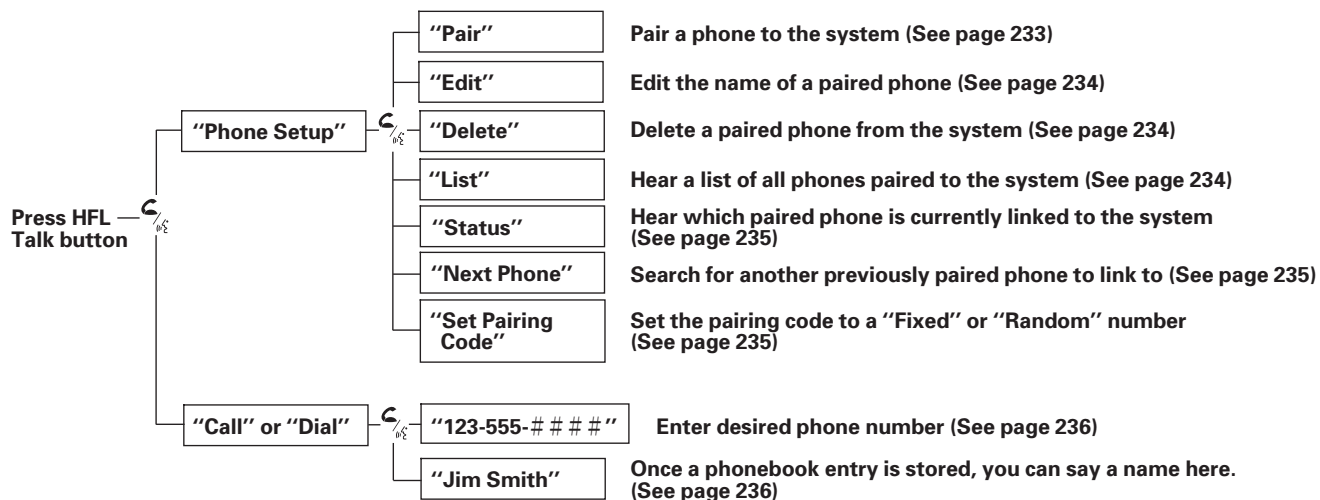 "Pair" Pair a phone to the system (See page 233)
"Edit" Edit the name of a paired phone (See page 234)
"Phone Setup" "Delete" Delete a paired phone from the system (See page 234)
"List" Hear a list of all phones paired to the system (See page 234)
Press HFL
Talk button
"Status" Hear which paired phone is currently linked to the system
(See page 235)
"Next Phone" Search for another previously paired phone to link to (See page 235)
"Set Pairing
Code"
Set the pairing code to a "Fixed" or "Random" number
(See page 235)
"Call" or "Dial" "123-555-####" Enter desired phone number (See page 236)
"Jim Smith" Once a phonebook entry is stored, you can say a name here.
(See page 236)